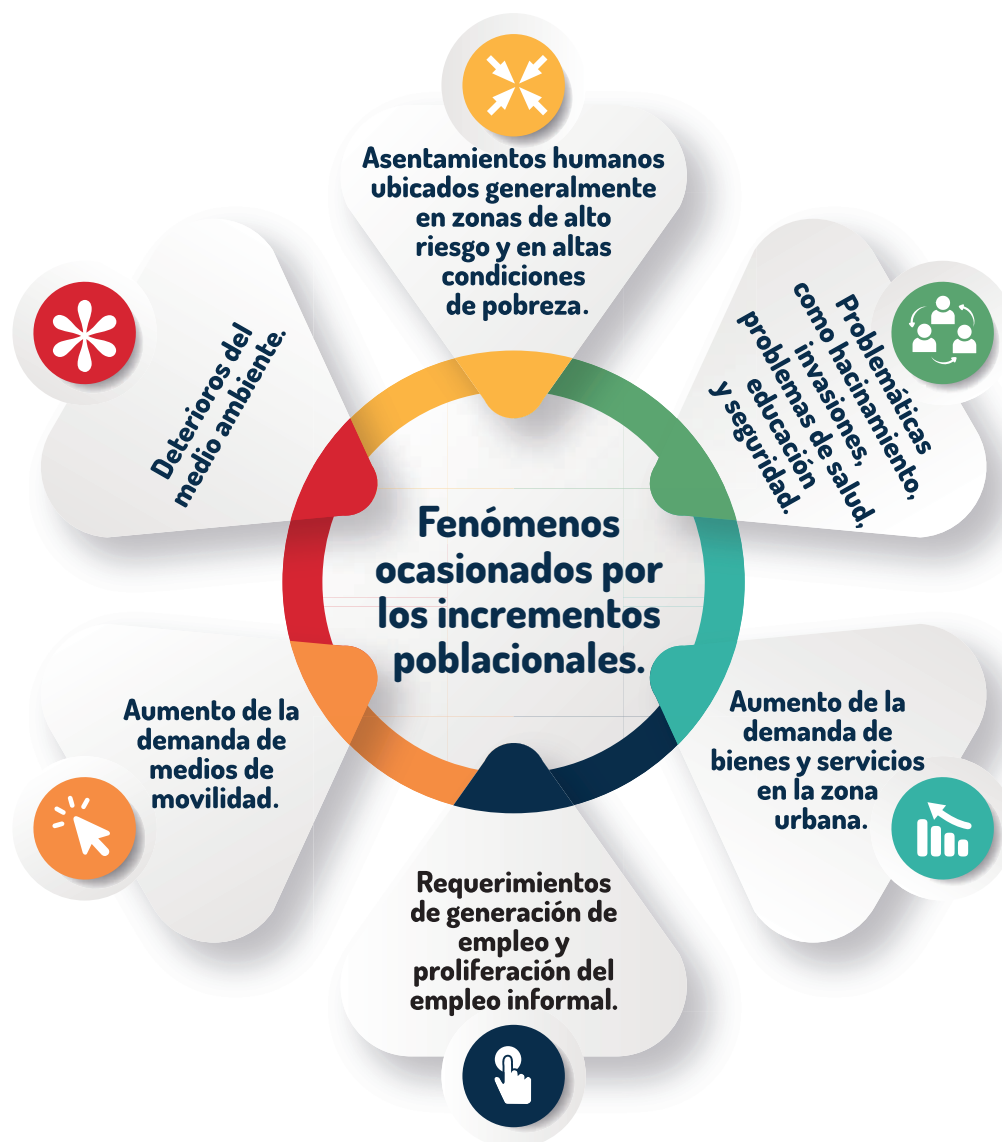 Asentamientos humanos
ubicados generalmente
en zonas de alto
riesgo y en altas
condiciones
de pobreza.
Problemáticas
como hacinamiento,
invasiones,
problemas de salud,
educación
y seguridad.
Aumento de la
demanda de
bienes y servicios
en la zona
urbana.
Requerimientos
de generación de
empleo y
proliferación del
empleo informal.
Aumento de la
demanda de
medios de
movilidad.
Deterioros del
medio ambiente.
Fenómenos
ocasionados por
los incrementos
poblacionales.